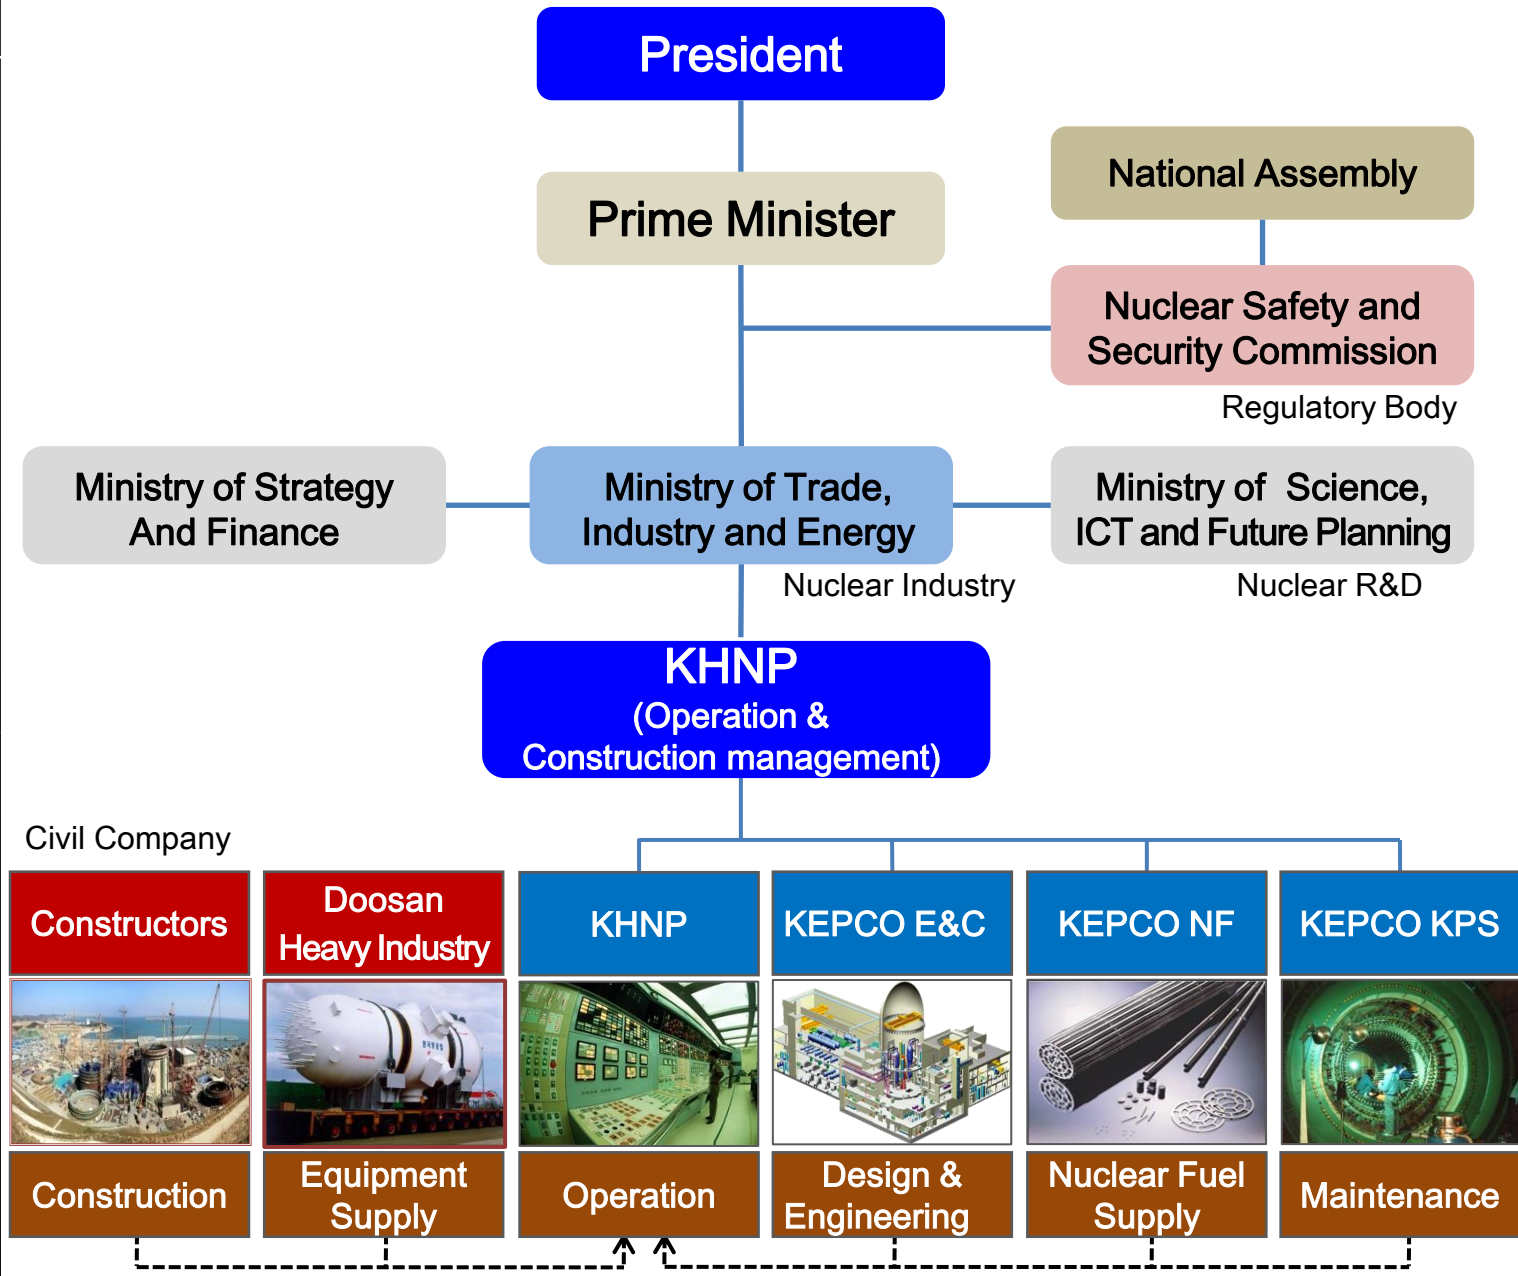 President
National Assembly
Prime Minister
Nuclear Safety and
Security Commission
Regulatory Body
Ministry of Strategy
And Finance
Ministry of Trade,
Industry and Energy
Ministry of Science,
ICT and Future Planning
Nuclear Industry
Nuclear R&D
KHNP
(Operation &
Construction management)
Civil Company
Constructors
Doosan
Heavy Industry
KHNP
KEPCO E&C
KEPCO NF
KEPCO KPS
Construction
Equipment
Supply
Operation
Design &
Engineering
Nuclear Fuel
Supply
Maintenance